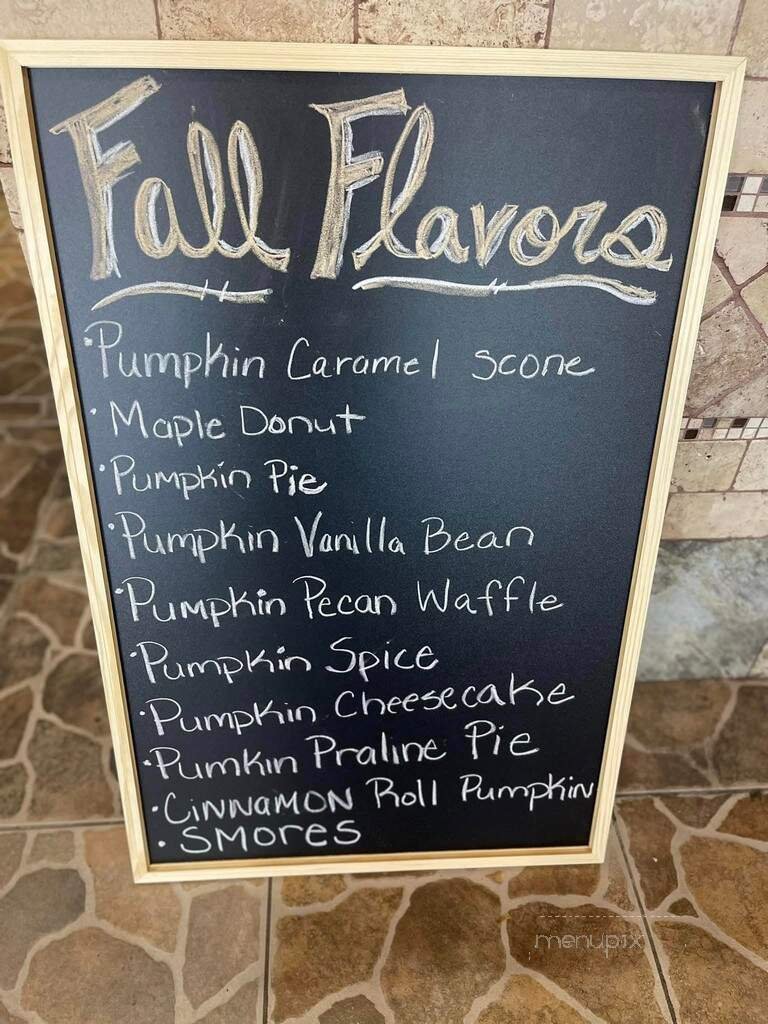 Fall Flavors
· Pumpkin Caramel scone
· Maple Donut
· Pumpkin Pie
· Pumpkin Vanilla Bean
· Pumpkin Pecan Waffle
· Pumpkin Spice
· Pumpkin Cheesecake
· Pumkin Praline Pie
· CINNAMON Roll Pumpkin
· SMORES
menupix